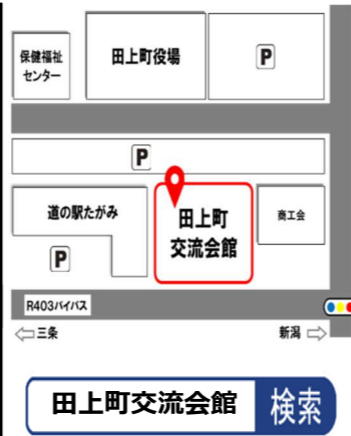 保健福祉
センター
田上町役場
P
P
道の駅たがみ
P
田上町
交流会館
商工会
R403バイパス
⇦三条
新潟⇨
田上町交流会館
検索